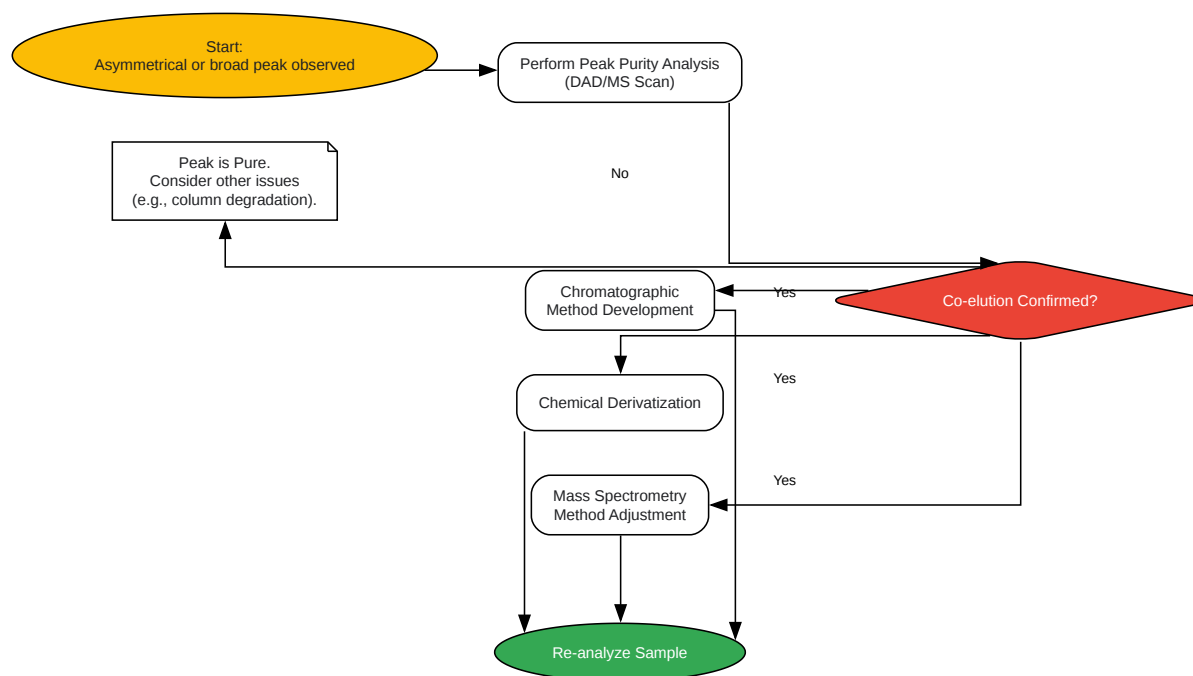 Start:
Asymmetrical or broad peak observed
Perform Peak Purity Analysis
(DAD/MS Scan)
Peak is Pure.
Consider other issues
(e.g., column degradation).
No
Chromatographic
Method Development
Yes
Co-elution Confirmed?
Chemical Derivatization
Yes
Mass Spectrometry
Method Adjustment
Yes
Re-analyze Sample